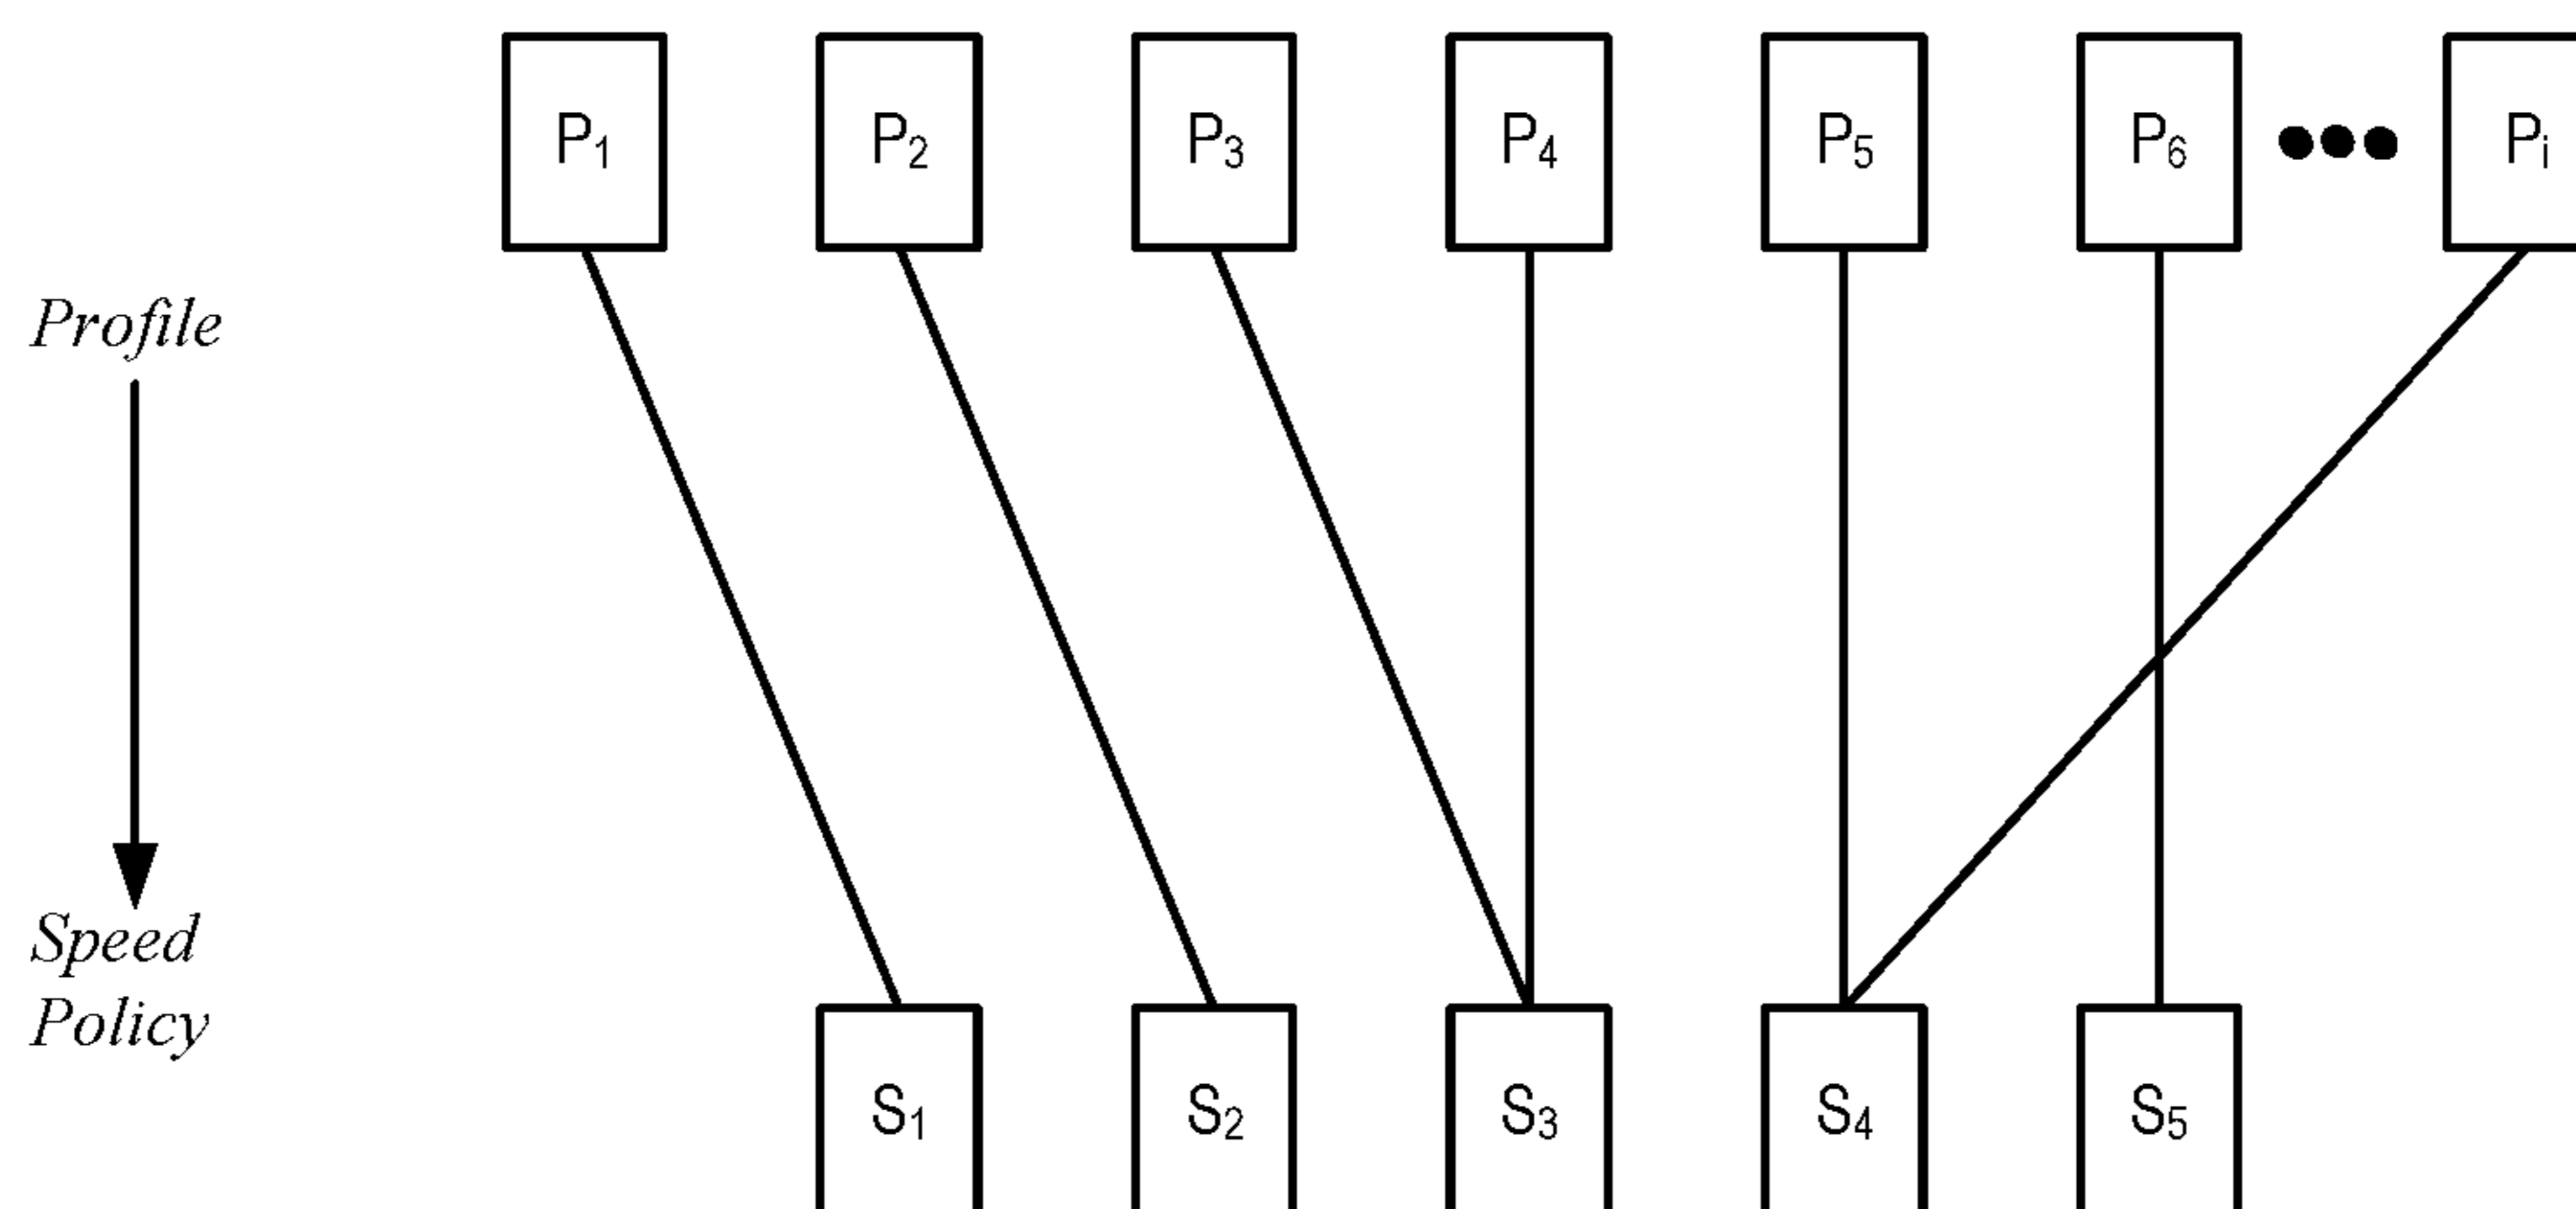 P₁ P₂ P₃ P₄ P₅ P₆ ●●● Pᵢ
Profile
Speed
Policy
S₁ S₂ S₃ S₄ S₅